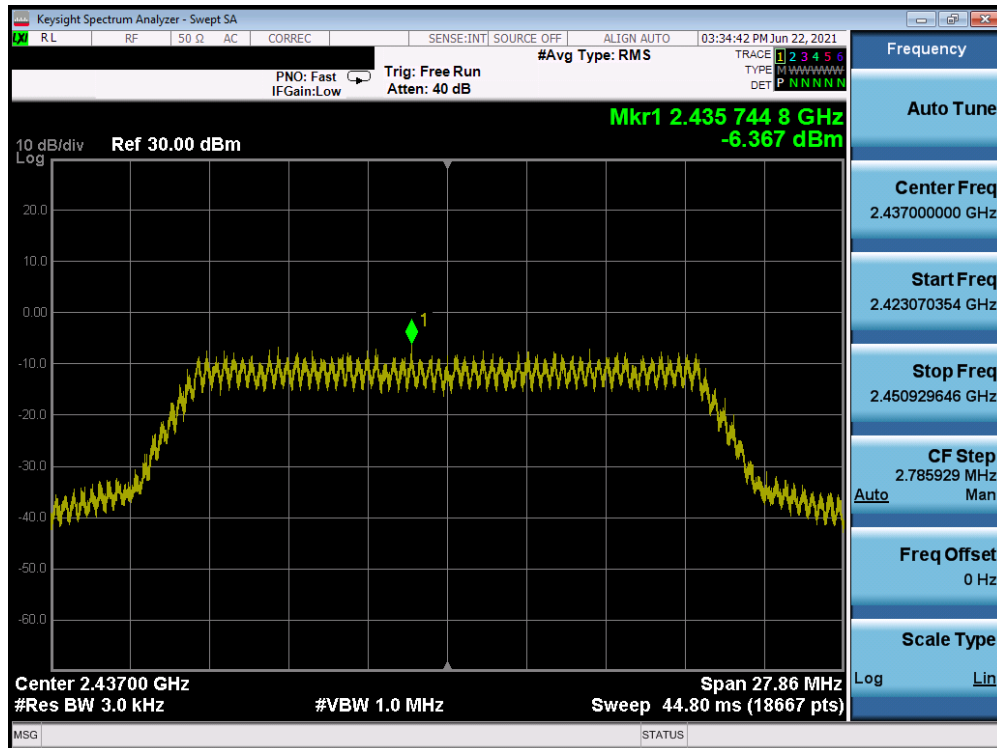 Keysight Spectrum Analyzer - Swept SA
LXI RL RF 50 Ω AC CORREC SENSE:INT SOURCE OFF ALIGN AUTO 03:34:42 PM Jun 22, 2021
#Avg Type: RMS
TRACE 1 2 3 4 5 6
PNO: Fast Trig: Free Run
TYPE M WWWWW
IFGain:Low Atten: 40 dB
DET P N N N N N
Mkr1 2.435 744 8 GHz
-6.367 dBm
10 dB/div Ref 30.00 dBm
Log
20.0
10.0
0.00
1
-10.0
-20.0
-30.0
-40.0
-50.0
-60.0
Center 2.43700 GHz Span 27.86 MHz
#Res BW 3.0 kHz #VBW 1.0 MHz Sweep 44.80 ms (18667 pts)
MSG STATUS
Frequency
Auto Tune
Center Freq
2.437000000 GHz
Start Freq
2.423070354 GHz
Stop Freq
2.450929646 GHz
CF Step
2.785929 MHz
Auto Man
Freq Offset
0 Hz
Scale Type
Log Lin